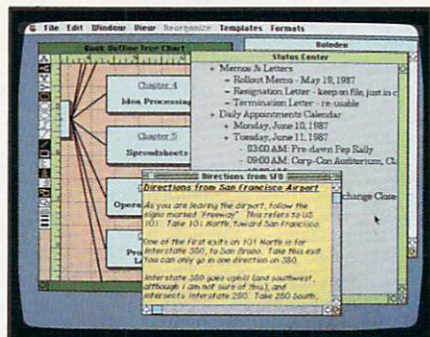 File Edit Window View Reorganize Templates Formats
Book Outline Tree Chart
Rolodex
Status Center
Chapter 4
Idea Processing
Chapter 5
Spreadsheets
+ Memos & Letters
- Rollout Memo - May 19, 1987
- Resignation Letter - keep on file, just in c
- Termination Letter - re-usable
+ Daily Appointments Calendar
+ Monday, June 10, 1987
+ Tuesday, June 11, 1987
- 03:00 AM: Pre-dawn Pep Rally
- 09:00 AM: Corp-Con Auditorium, CL
change Close
Directions from SFO
Directions from San Francisco Airport
As you are leaving the airport, follow the
signs marked 'Freeway'. This refers to US
101. Take 101 North, toward San Francisco.
One of the first exits on 101 North is for
Interstate 380, to San Bruno. Take this exit.
You can only go in one direction on 380.
Interstate 380 goes uphill (and southwest,
although I am not sure of this), and
intersects Interstate 280. Take 280 South,